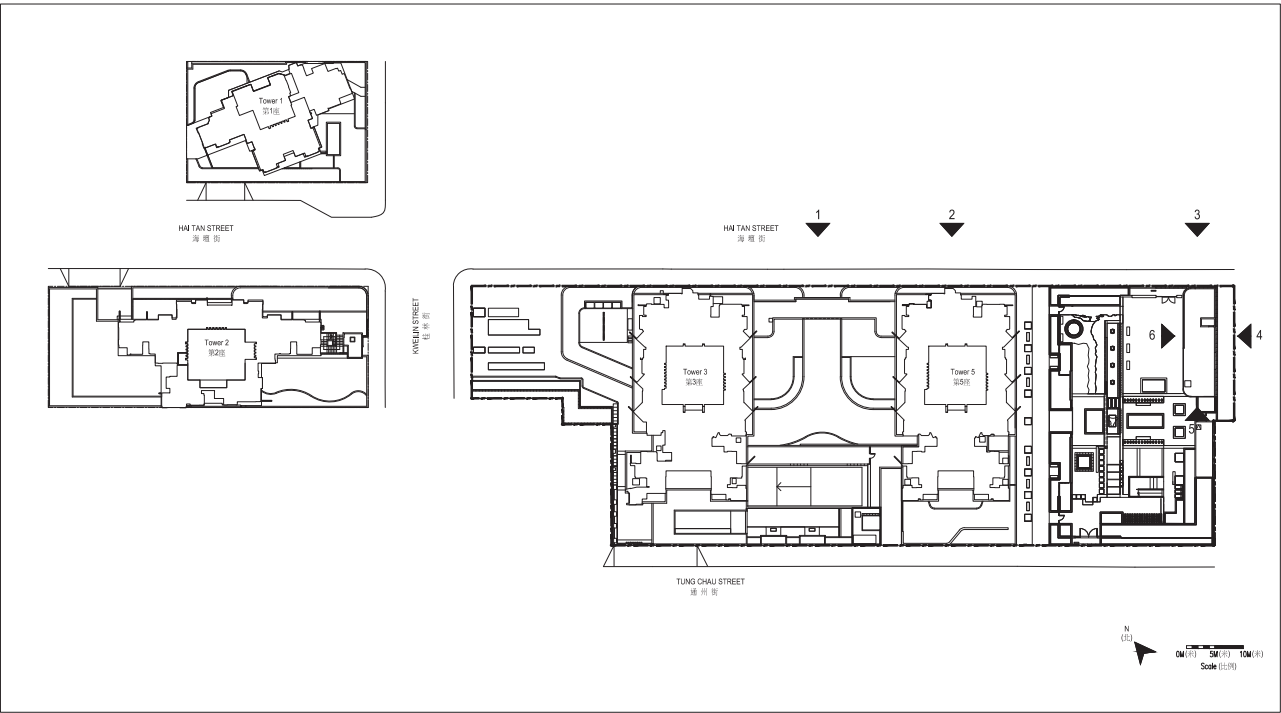 Tower 1
第1座
HAI TAN STREET
海壇街
HAI TAN STREET
海壇街
1
2
3
KWEILIN STREET
桂林街
Tower 2
第2座
Tower 3
第3座
Tower 5
第5座
6
4
5
TUNG CHAU STREET
通州街
N
(北)
0M(米) 5M(米) 10M(米)
Scale (比例)